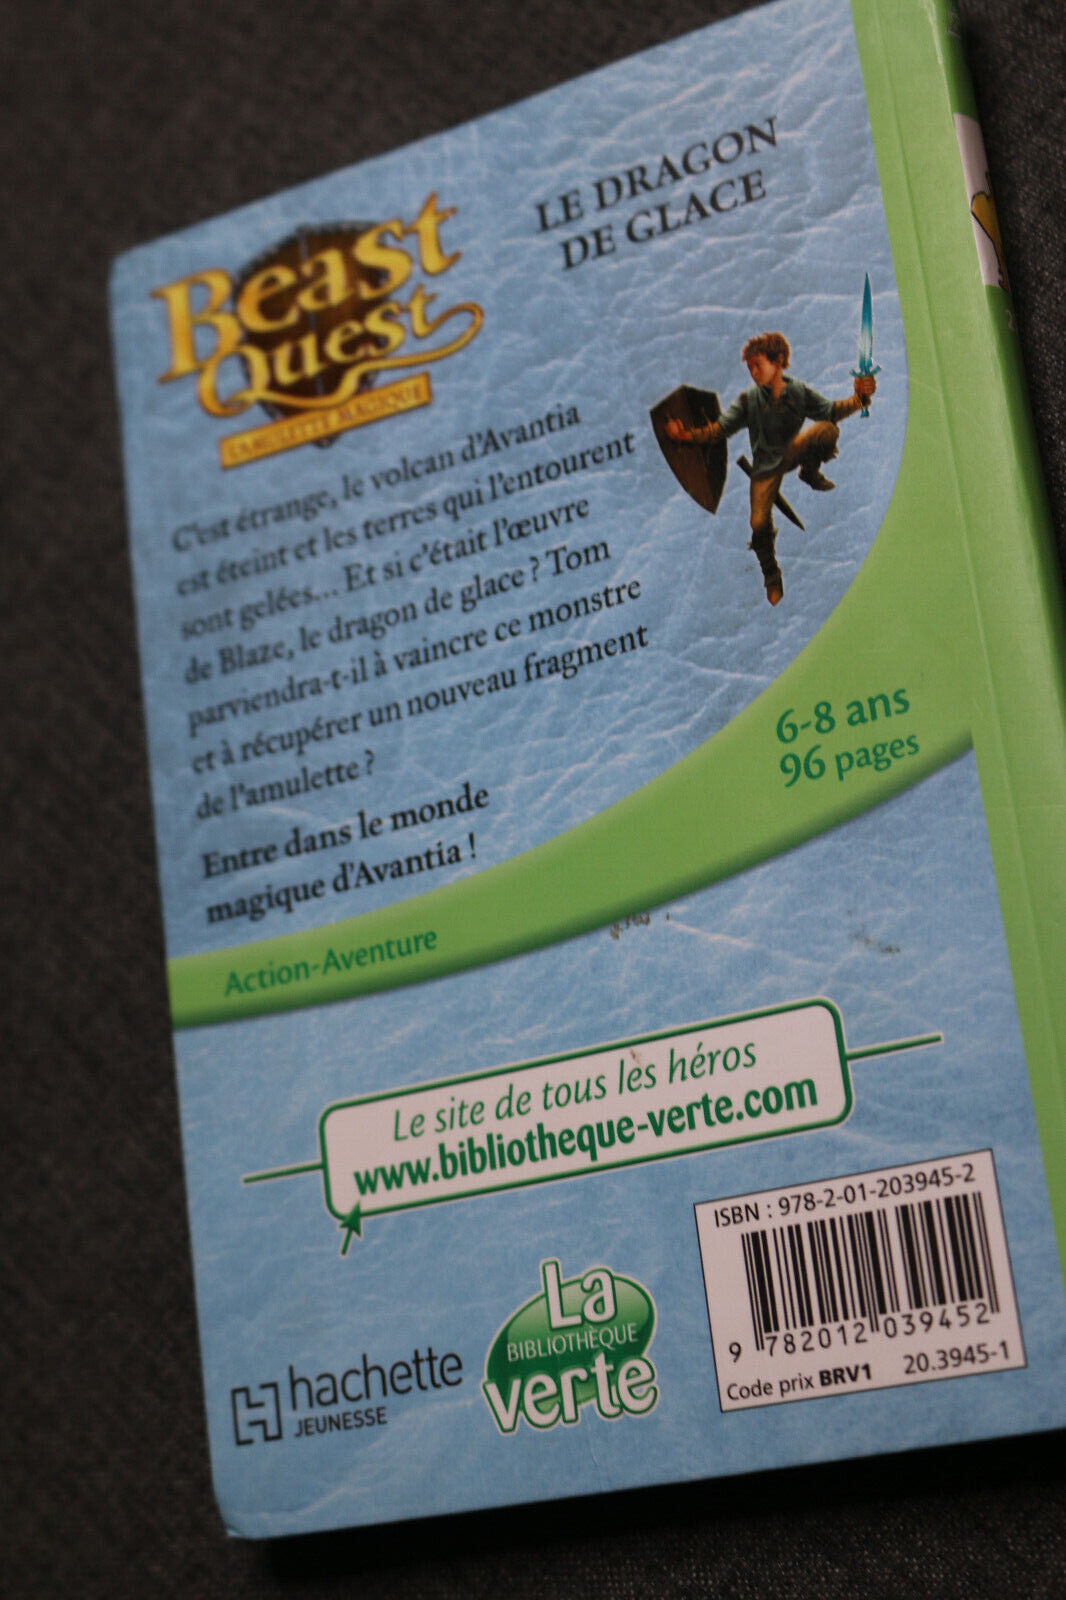 LE DRAGON
DE GLACE
Beast
Quest
L'AMULETTE MAGIQUE
C'est étrange, le volcan d'Avantia
est éteint et les terres qui l'entourent
sont gelées... Et si c'était l'œuvre
de Blaze, le dragon de glace ? Tom
parviendra-t-il à vaincre ce monstre
et à récupérer un nouveau fragment
de l'amulette ?
Entre dans le monde
magique d'Avantia !
6-8 ans
96 pages
Action-Aventure
Le site de tous les héros
www.bibliotheque-verte.com
hachette
JEUNESSE
La
BIBLIOTHÈQUE
verte
ISBN : 978-2-01-203945-2
9 782012 039452
Code prix BRV1 20.3945-1